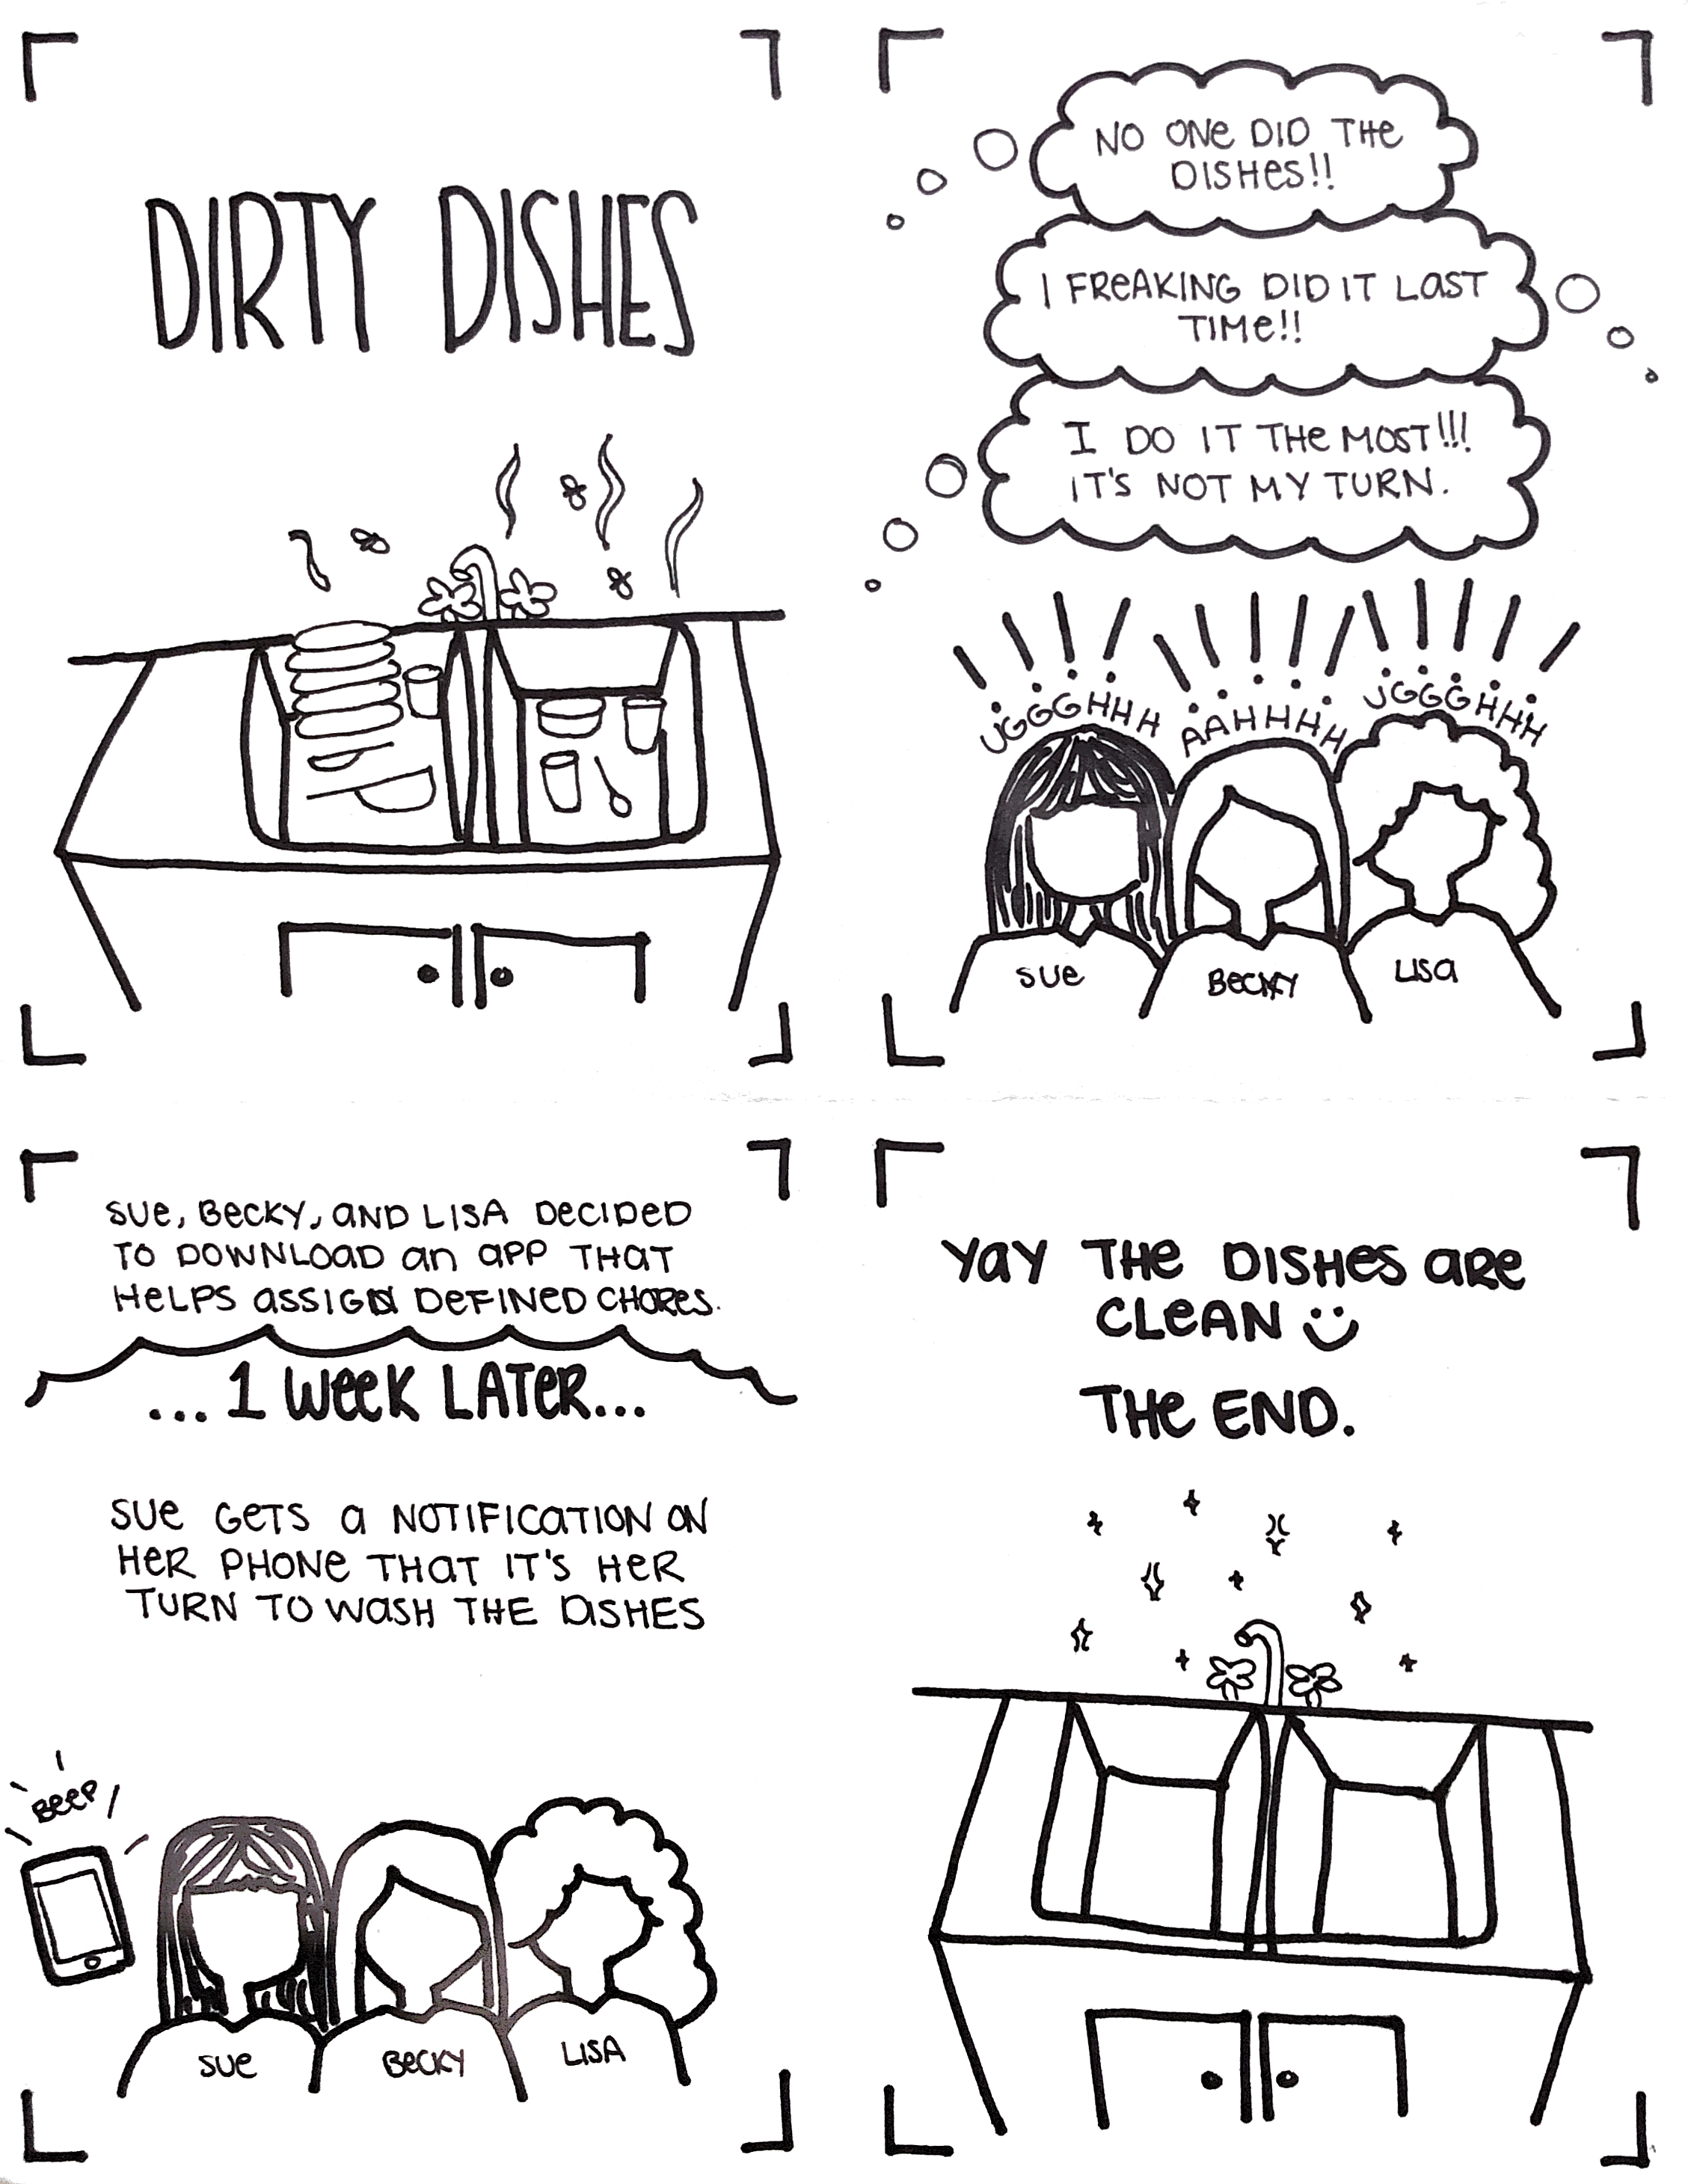 DIRTY DISHES
NO ONE DID THE
DISHES!!
I FREAKING DID IT LAST
TIME!!
I DO IT THE MOST!!!
IT'S NOT MY TURN.
UGGGHHH
AAHHHHH
UGGGHHH
SUE
BECKY
LISA
SUE, BECKY, AND LISA DECIDED
TO DOWNLOAD an aPP THAT
HELPS ASSIGN DEFINED CHORES.
...1 WEEK LATER...
SUE GETS a NOTIFICATION ON
HER PHONE THAT IT'S HER
TURN TO WASH THE DISHES
BEEP
SUE
BECKY
LISA
YAY THE DISHES ARE
CLEAN
THE END.